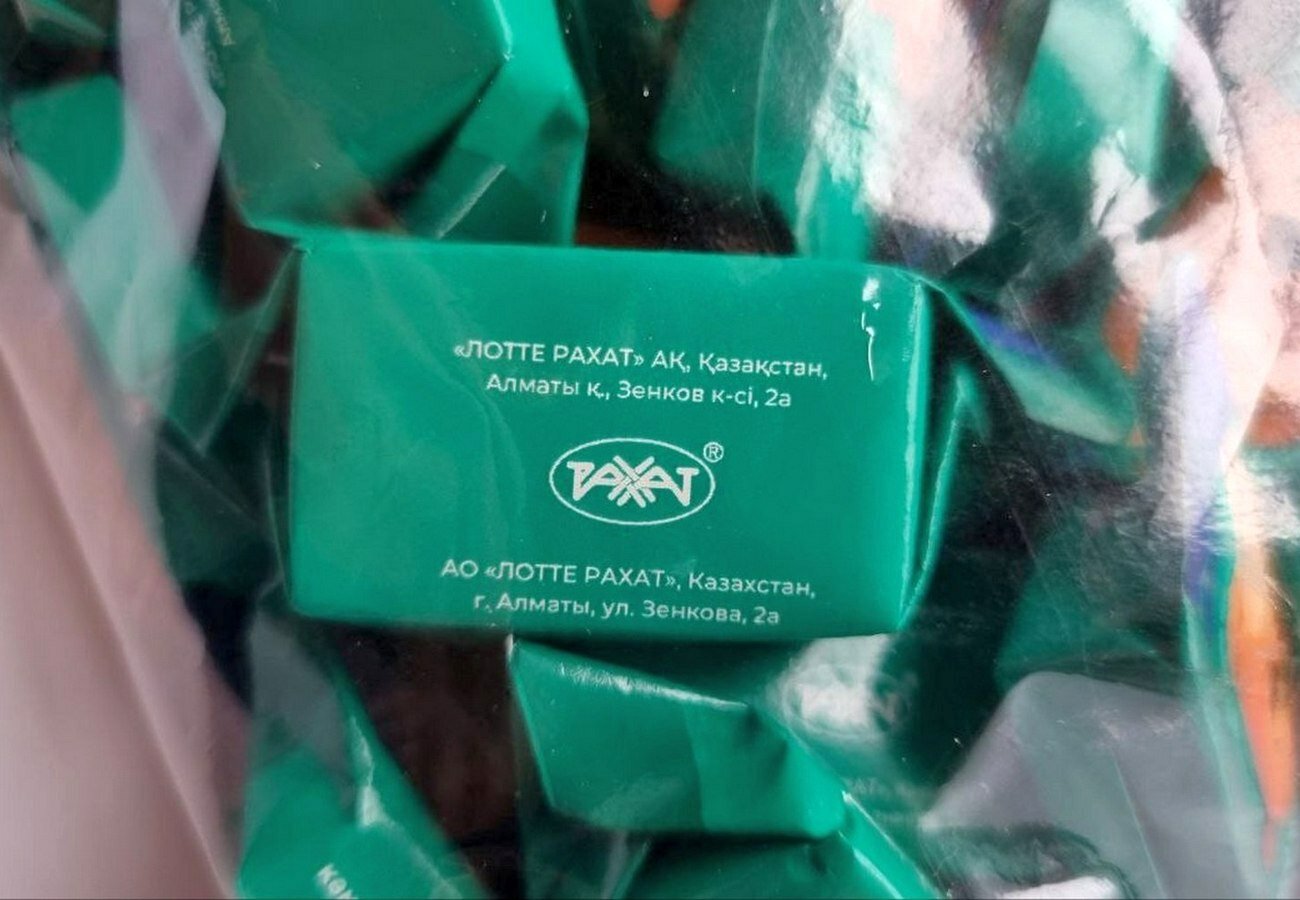 «ЛОТТЕ РАХАТ» АҚ, Қазақстан,
Алматы қ., Зенков к-сі, 2а
РАХАТ®
АО «ЛОТТЕ РАХАТ», Казахстан,
г. Алматы, ул. Зенкова, 2а